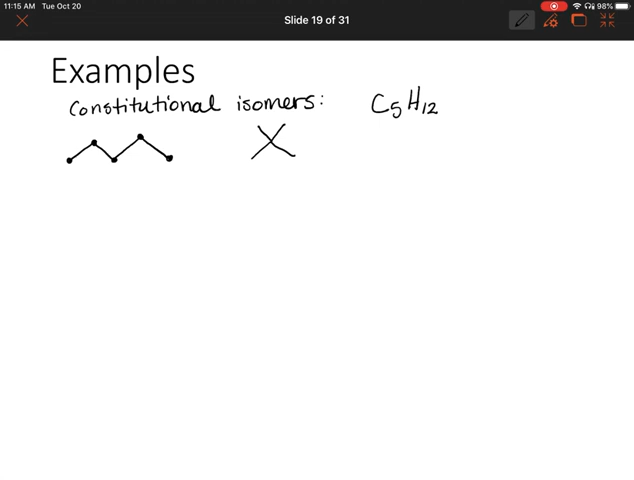 11:15 AM Tue Oct 20
98%
Slide 19 of 31
Examples
Constitutional isomers: C₅H₁₂